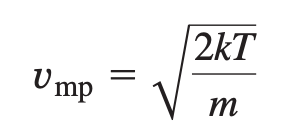 v_mp = √(2kT/m)